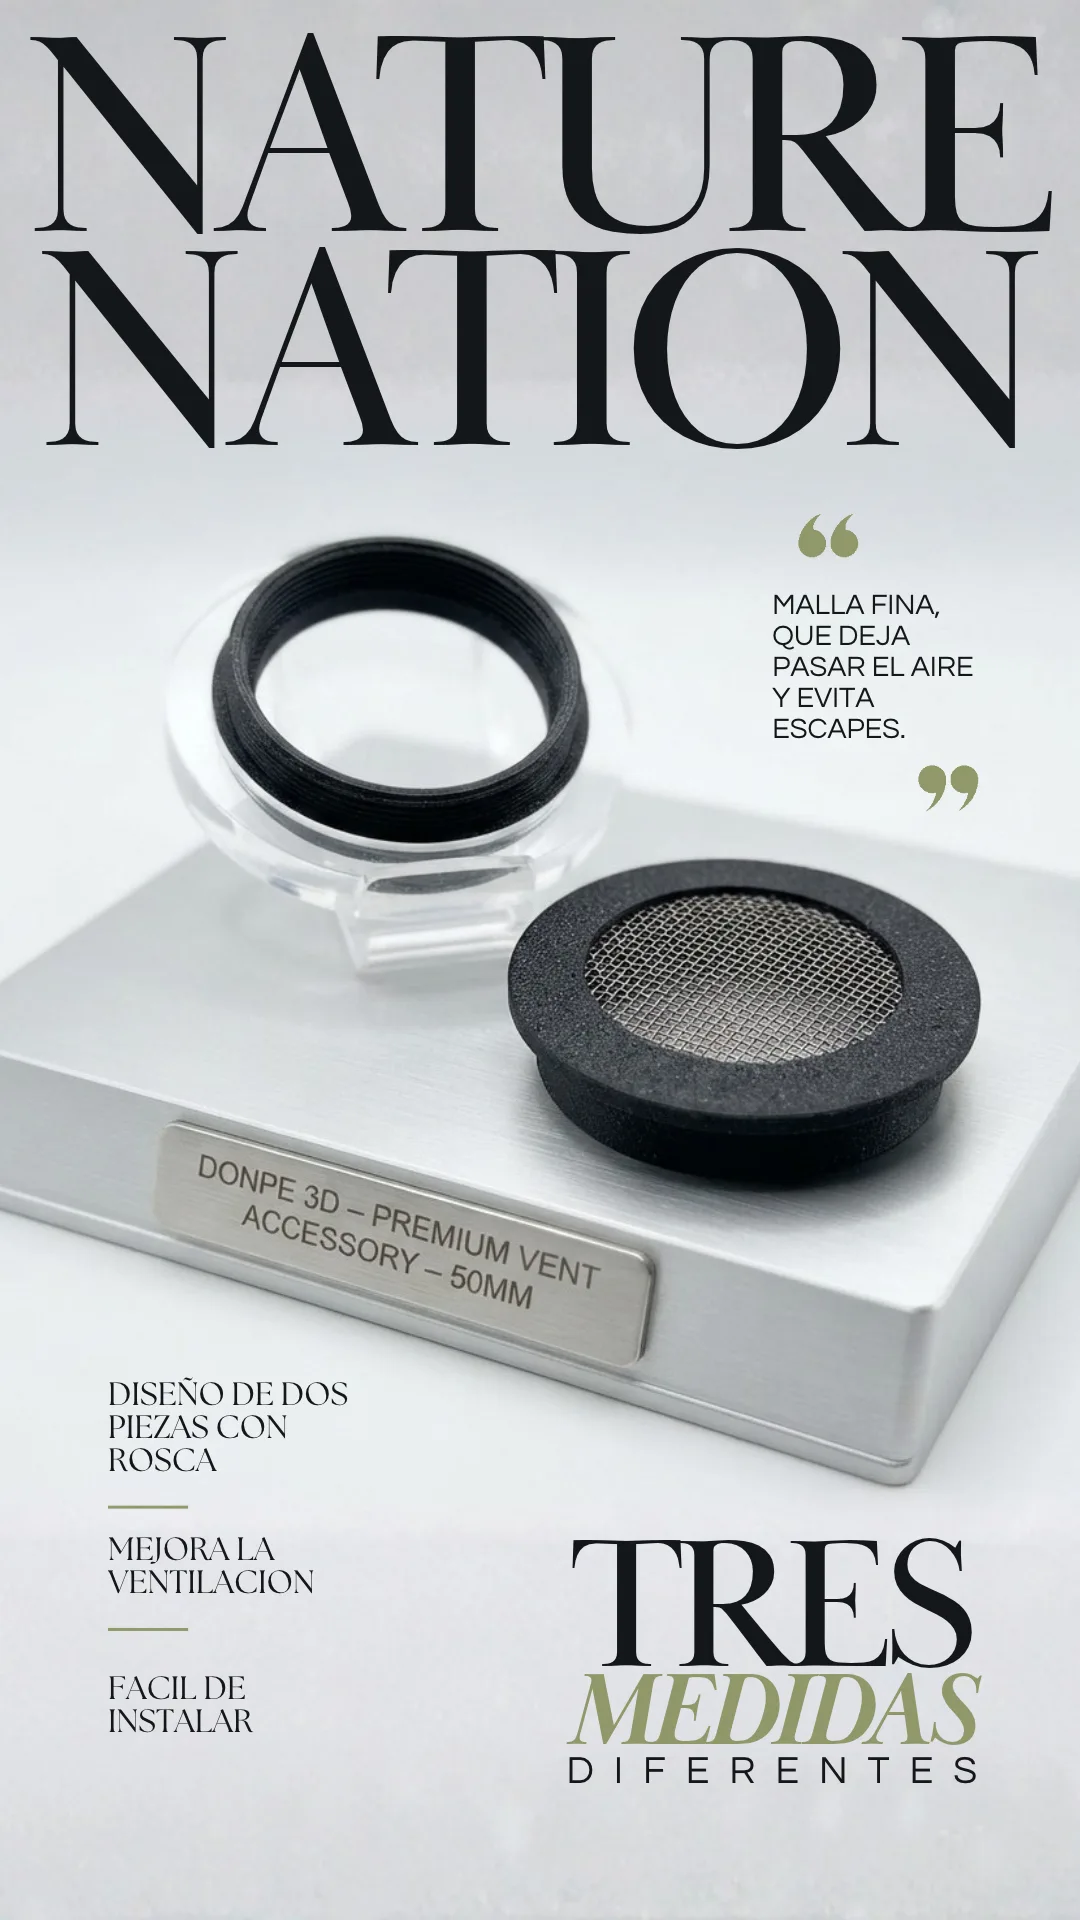 NATURE
NATION
“
MALLA FINA,
QUE DEJA
PASAR EL AIRE
Y EVITA
ESCAPES.
”
DONPE 3D – PREMIUM VENT
ACCESSORY – 50MM
DISEÑO DE DOS
PIEZAS CON
ROSCA
MEJORA LA
VENTILACION
FACIL DE
INSTALAR
TRES
MEDIDAS
DIFERENTES